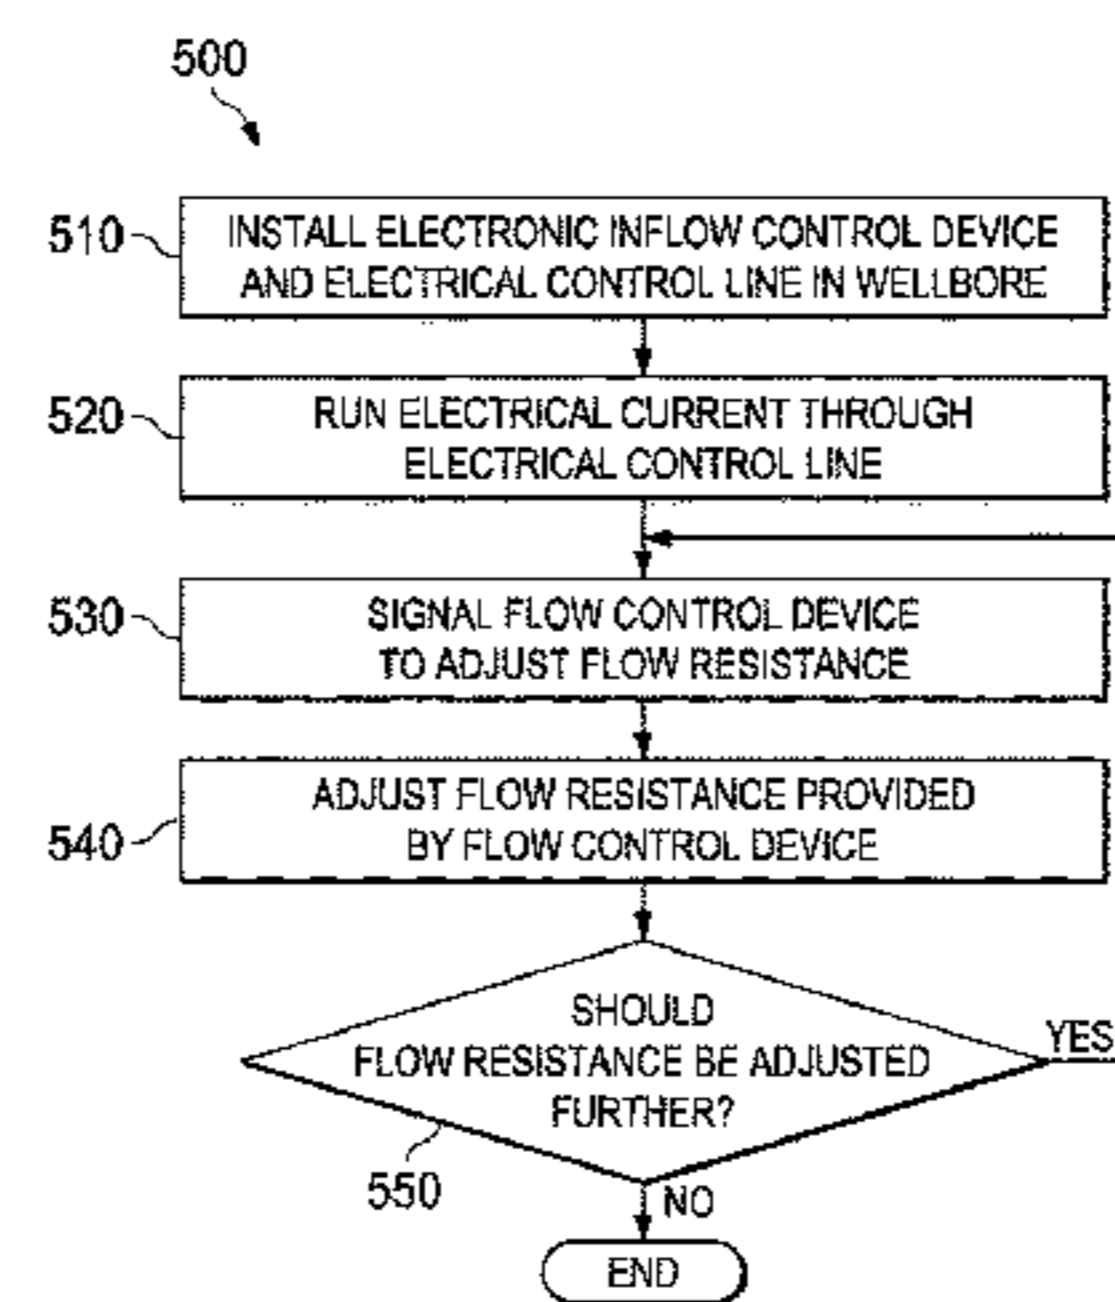 500
510
INSTALL ELECTRONIC INFLOW CONTROL DEVICE
AND ELECTRICAL CONTROL LINE IN WELLBORE
520
RUN ELECTRICAL CURRENT THROUGH
ELECTRICAL CONTROL LINE
530
SIGNAL FLOW CONTROL DEVICE
TO ADJUST FLOW RESISTANCE
540
ADJUST FLOW RESISTANCE PROVIDED
BY FLOW CONTROL DEVICE
SHOULD
FLOW RESISTANCE BE ADJUSTED
FURTHER?
YES
550
NO
END